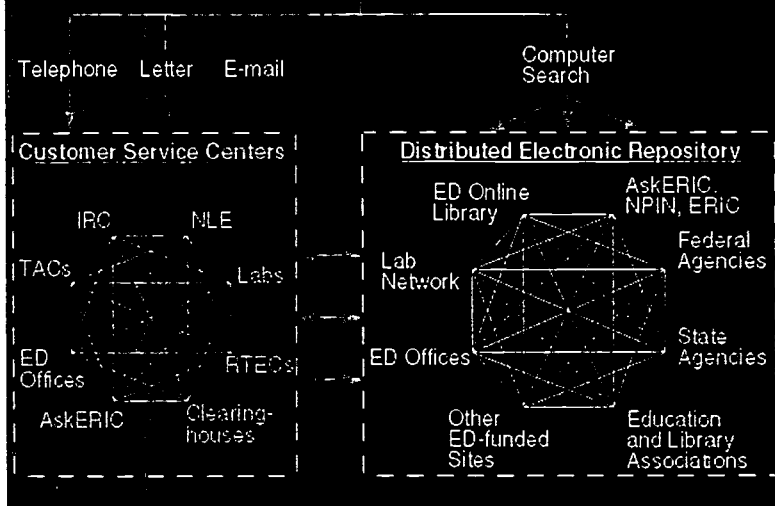 Telephone Letter E-mail
Computer
Search
Customer Service Centers
IRC NLE
TACs Labs
ED
Offices
RTECs
AskERIC
Clearing-
houses
Distributed Electronic Repository
ED Online
Library
AskERIC,
NPIN, ERIC
Lab
Network
Federal
Agencies
ED Offices
State
Agencies
Other
ED-funded
Sites
Education
and Library
Associations